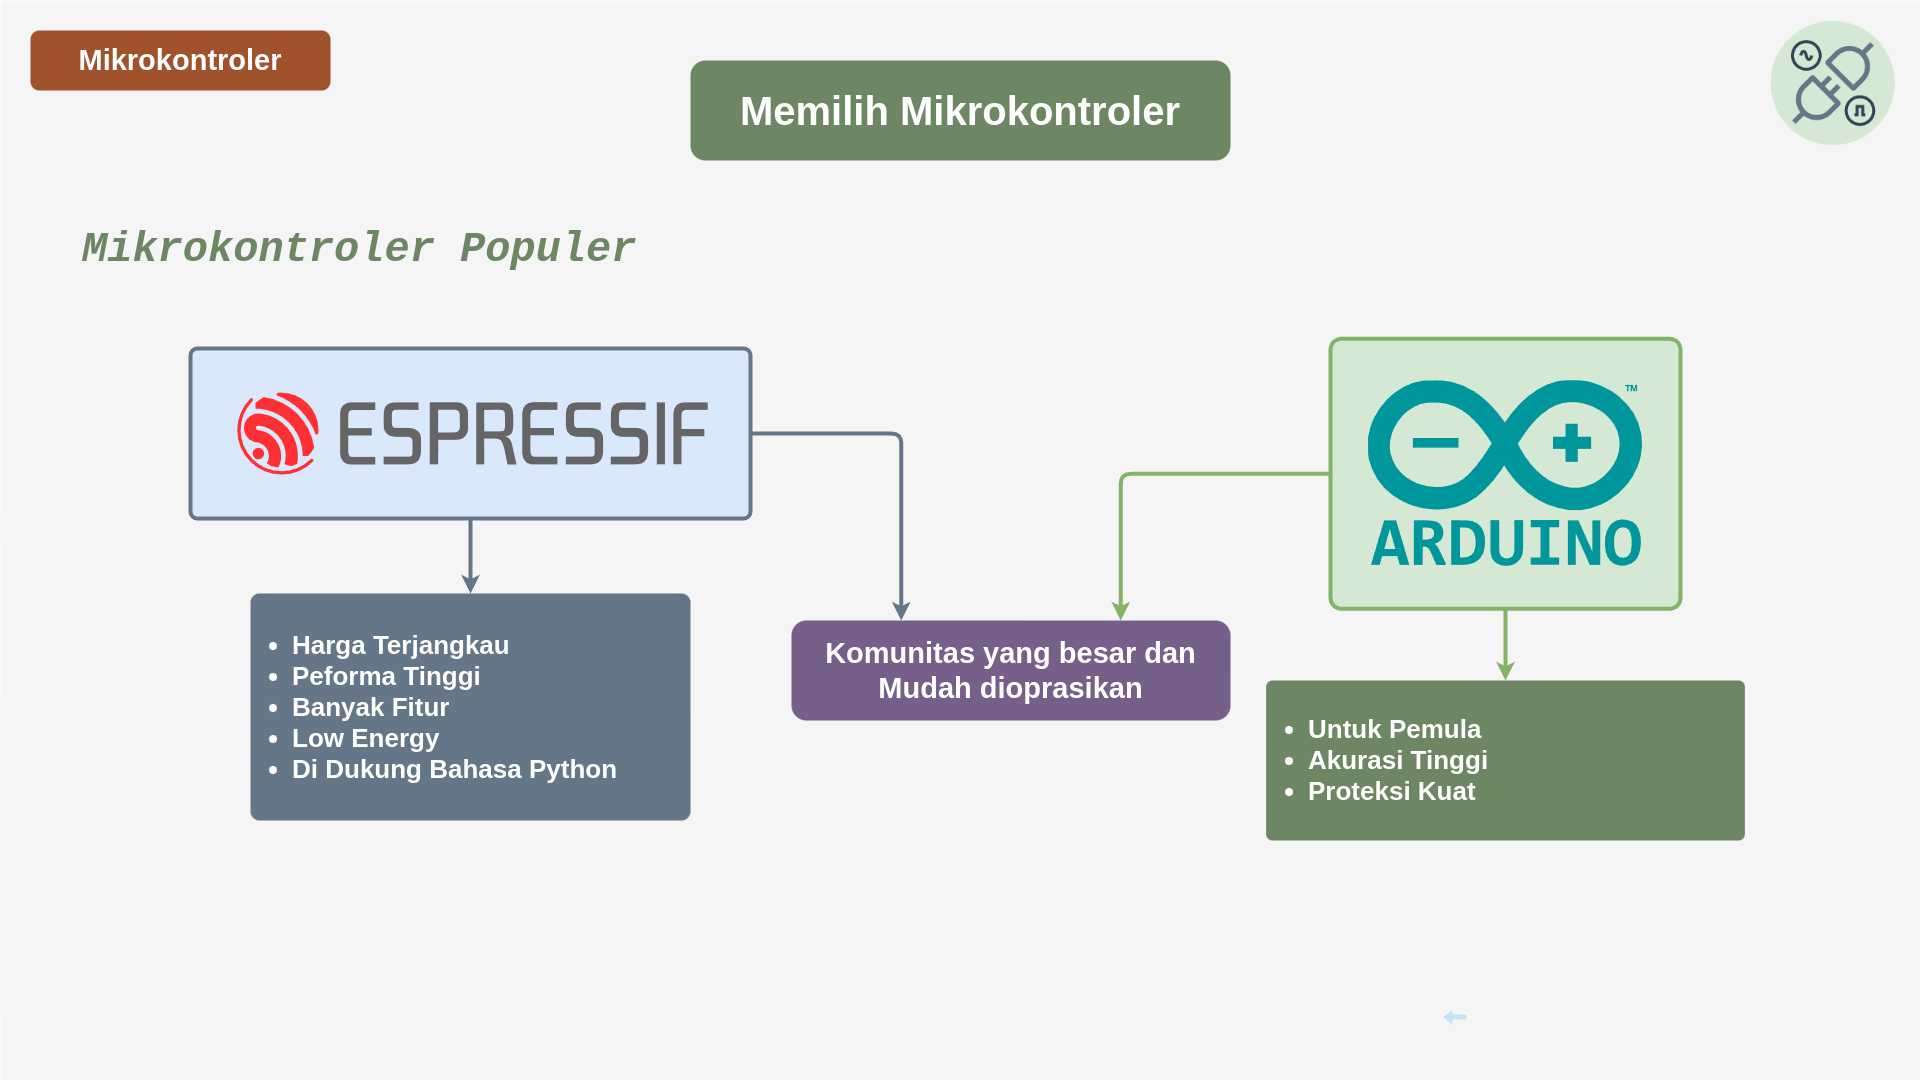 Mikrokontroler
Memilih Mikrokontroler
Mikrokontroler Populer
ESPRESSIF
™
ARDUINO
Harga Terjangkau
Peforma Tinggi
Banyak Fitur
Low Energy
Di Dukung Bahasa Python
Komunitas yang besar dan
Mudah dioprasikan
Untuk Pemula
Akurasi Tinggi
Proteksi Kuat